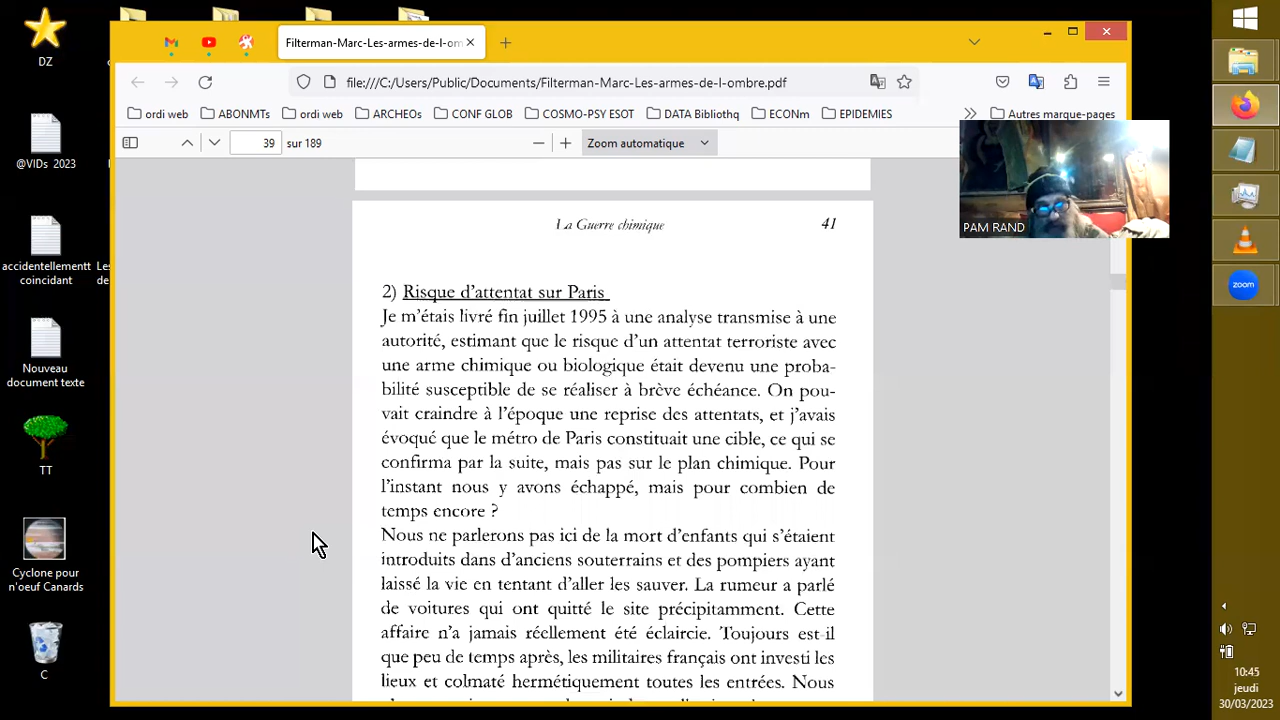 DZ
@VIDs 2023
accidentellementt
coincidant
Nouveau
document texte
TT
Cyclone pour
n'oeuf Canards
C
Filterman-Marc-Les-armes-de-l-om
file:///C:/Users/Public/Documents/Filterman-Marc-Les-armes-de-l-ombre.pdf
ordi web ABONMTs ordi web ARCHEOs CONF GLOB COSMO-PSY ESOT DATA Bibliothq ECONm EPIDEMIES Autres marque-pages
39 sur 189 Zoom automatique
PAM RAND
La Guerre chimique 41
2) Risque d'attentat sur Paris
Je m'étais livré fin juillet 1995 à une analyse transmise à une
autorité, estimant que le risque d'un attentat terroriste avec
une arme chimique ou biologique était devenu une proba-
bilité susceptible de se réaliser à brève échéance. On pou-
vait craindre à l'époque une reprise des attentats, et j'avais
évoqué que le métro de Paris constituait une cible, ce qui se
confirma par la suite, mais pas sur le plan chimique. Pour
l'instant nous y avons échappé, mais pour combien de
temps encore ?
Nous ne parlerons pas ici de la mort d'enfants qui s'étaient
introduits dans d'anciens souterrains et des pompiers ayant
laissé la vie en tentant d'aller les sauver. La rumeur a parlé
de voitures qui ont quitté le site précipitamment. Cette
affaire n'a jamais réellement été éclaircie. Toujours est-il
que peu de temps après, les militaires français ont investi les
lieux et colmaté hermétiquement toutes les entrées. Nous
zoom
10:45
jeudi
30/03/2023